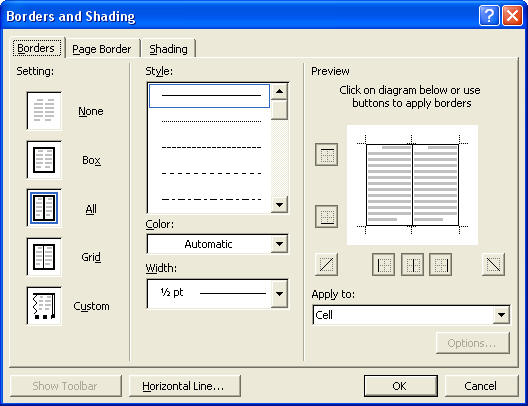 Borders and Shading
Borders
Page Border
Shading
Setting:
None
Box
All
Grid
Custom
Style:
Color:
Automatic
Width:
½ pt
Preview
Click on diagram below or use
buttons to apply borders
Apply to:
Cell
Options...
Show Toolbar
Horizontal Line...
OK
Cancel